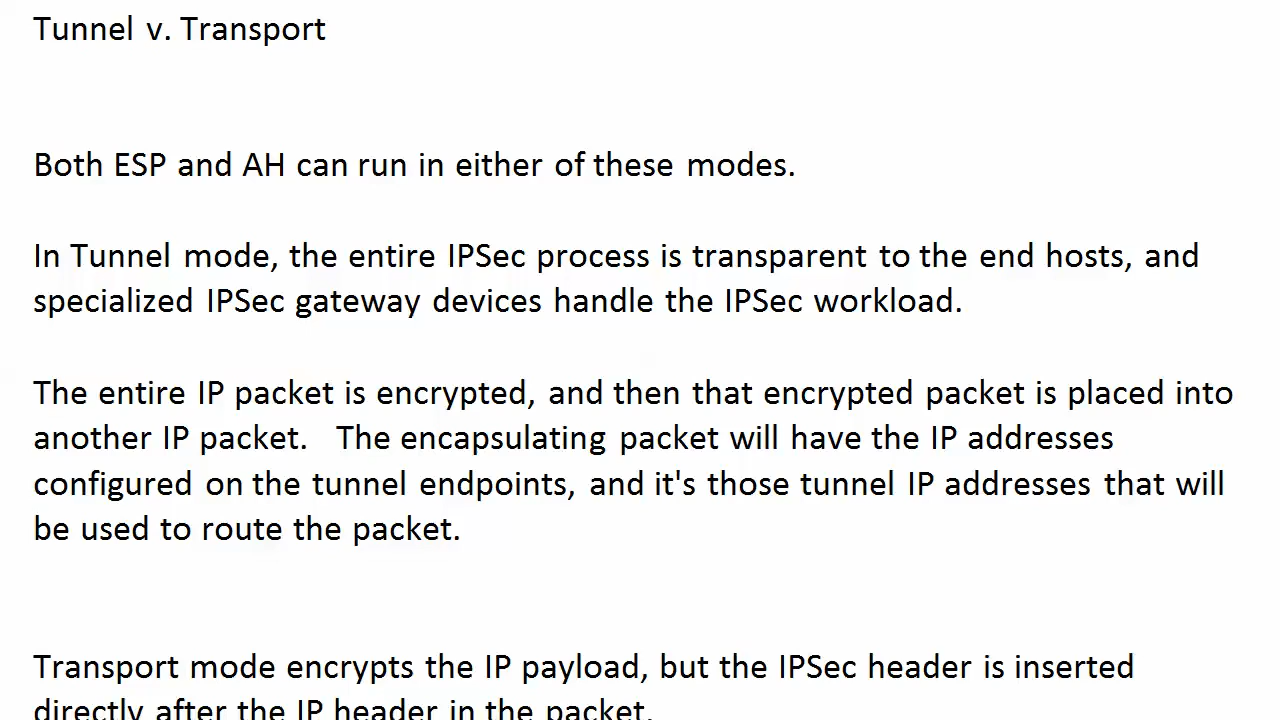 Tunnel v. Transport
Both ESP and AH can run in either of these modes.
In Tunnel mode, the entire IPSec process is transparent to the end hosts, and
specialized IPSec gateway devices handle the IPSec workload.
The entire IP packet is encrypted, and then that encrypted packet is placed into
another IP packet.   The encapsulating packet will have the IP addresses
configured on the tunnel endpoints, and it's those tunnel IP addresses that will
be used to route the packet.
Transport mode encrypts the IP payload, but the IPSec header is inserted
directly after the IP header in the packet.